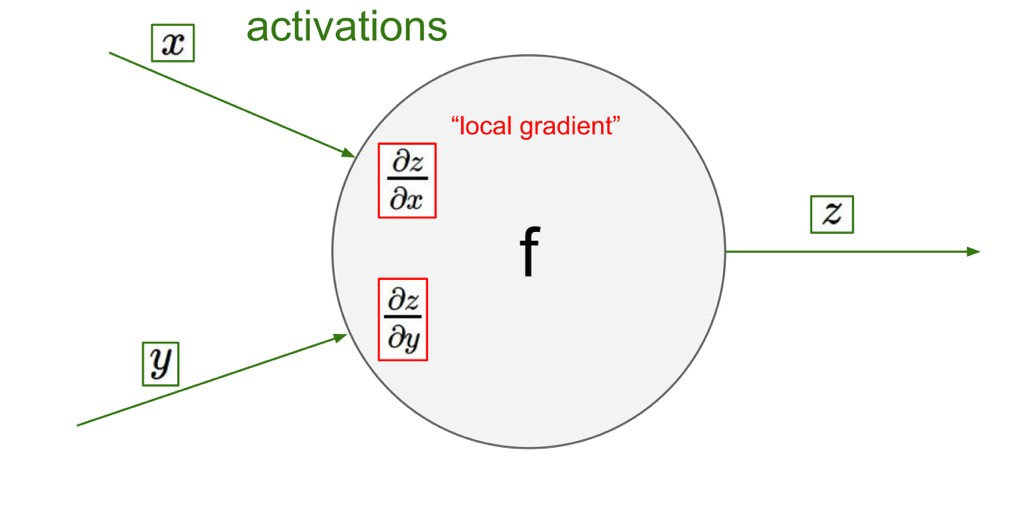 activations
x
“local gradient”
∂z/∂x
f
z
∂z/∂y
y